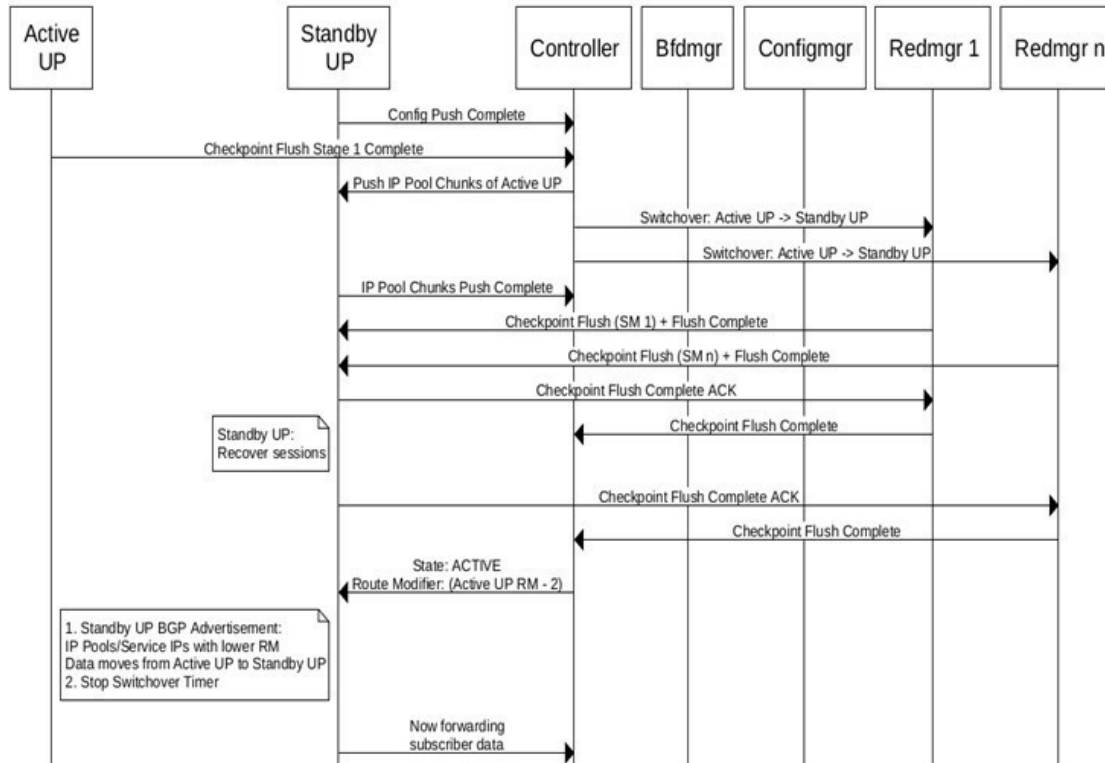 Active
UP
Standby
UP
Controller
Bfdmgr
Configmgr
Redmgr 1
Redmgr n
Config Push Complete
Checkpoint Flush Stage 1 Complete
Push IP Pool Chunks of Active UP
Switchover: Active UP -> Standby UP
Switchover: Active UP -> Standby UP
IP Pool Chunks Push Complete
Checkpoint Flush (SM 1) + Flush Complete
Checkpoint Flush (SM n) + Flush Complete
Checkpoint Flush Complete ACK
Standby UP:
Recover sessions
Checkpoint Flush Complete
Checkpoint Flush Complete ACK
Checkpoint Flush Complete
State: ACTIVE
Route Modifier: (Active UP RM - 2)
1. Standby UP BGP Advertisement:
IP Pools/Service IPs with lower RM
Data moves from Active UP to Standby UP
2. Stop Switchover Timer
Now forwarding
subscriber data